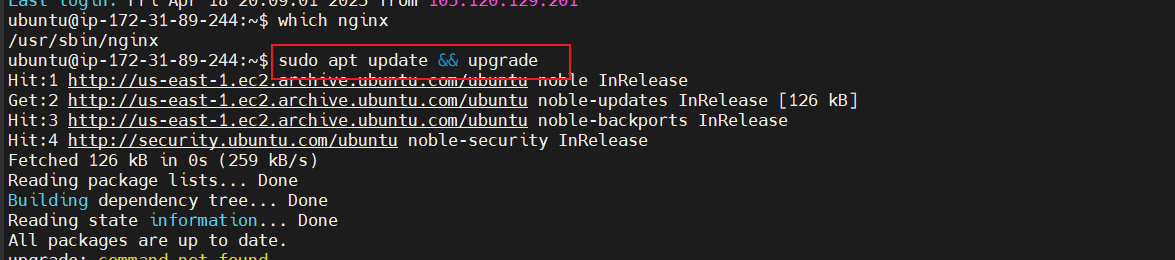 Last login: Fri Apr 18 20:09:01 2025 from 105.120.129.201
ubuntu@ip-172-31-89-244:~$ which nginx
/usr/sbin/nginx
ubuntu@ip-172-31-89-244:~$ sudo apt update && upgrade
Hit:1 http://us-east-1.ec2.archive.ubuntu.com/ubuntu noble InRelease
Get:2 http://us-east-1.ec2.archive.ubuntu.com/ubuntu noble-updates InRelease [126 kB]
Hit:3 http://us-east-1.ec2.archive.ubuntu.com/ubuntu noble-backports InRelease
Hit:4 http://security.ubuntu.com/ubuntu noble-security InRelease
Fetched 126 kB in 0s (259 kB/s)
Reading package lists... Done
Building dependency tree... Done
Reading state information... Done
All packages are up to date.
upgrade: command not found